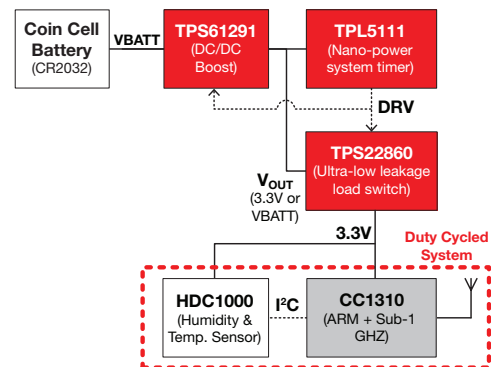 Coin Cell
Battery
(CR2032)
VBATT
TPS61291
(DC/DC
Boost)
TPL5111
(Nano-power
system timer)
DRV
TPS22860
(Ultra-low leakage
load switch)
VOUT
(3.3V or
VBATT)
3.3V
Duty Cycled
System
HDC1000
(Humidity &
Temp. Sensor)
I²C
CC1310
(ARM + Sub-1
GHZ)